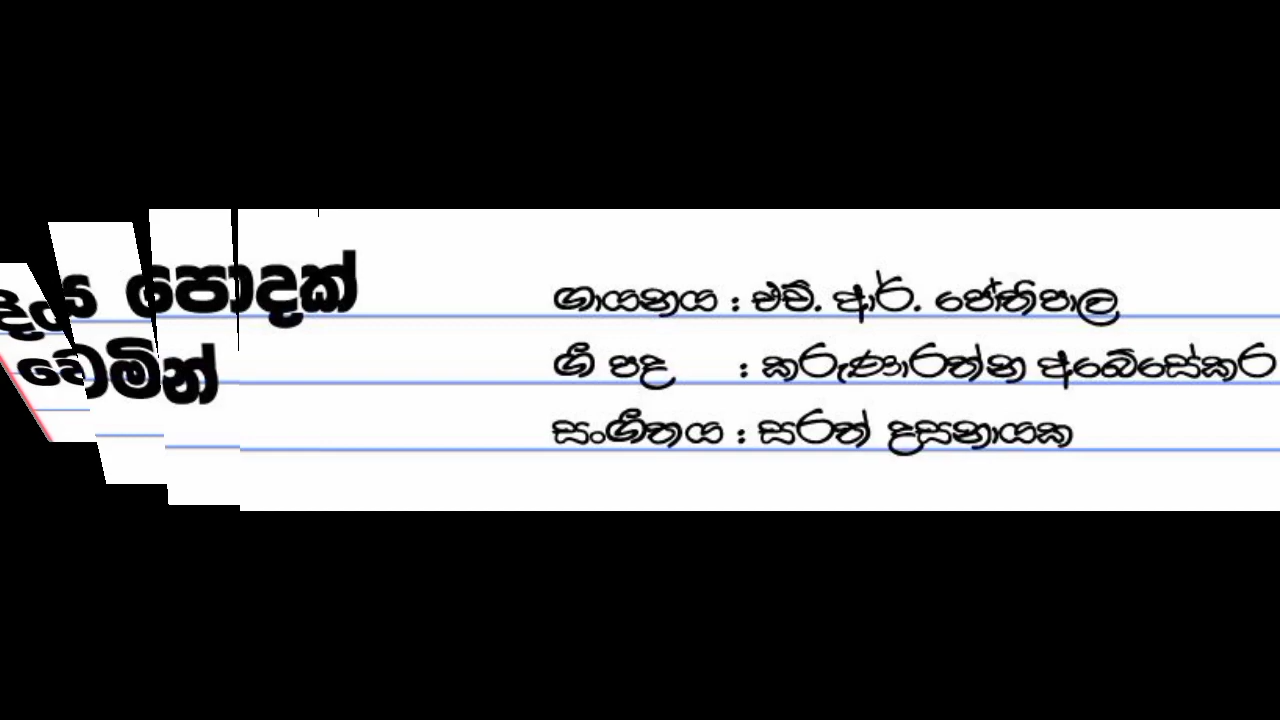 පොදක්
වෙමින්
ගායනය : එච්. ආර්. ජෝතිපාල
ගී පද : කරුණාරත්න අබේසේකර
සංගීතය : සරත් දසනායක